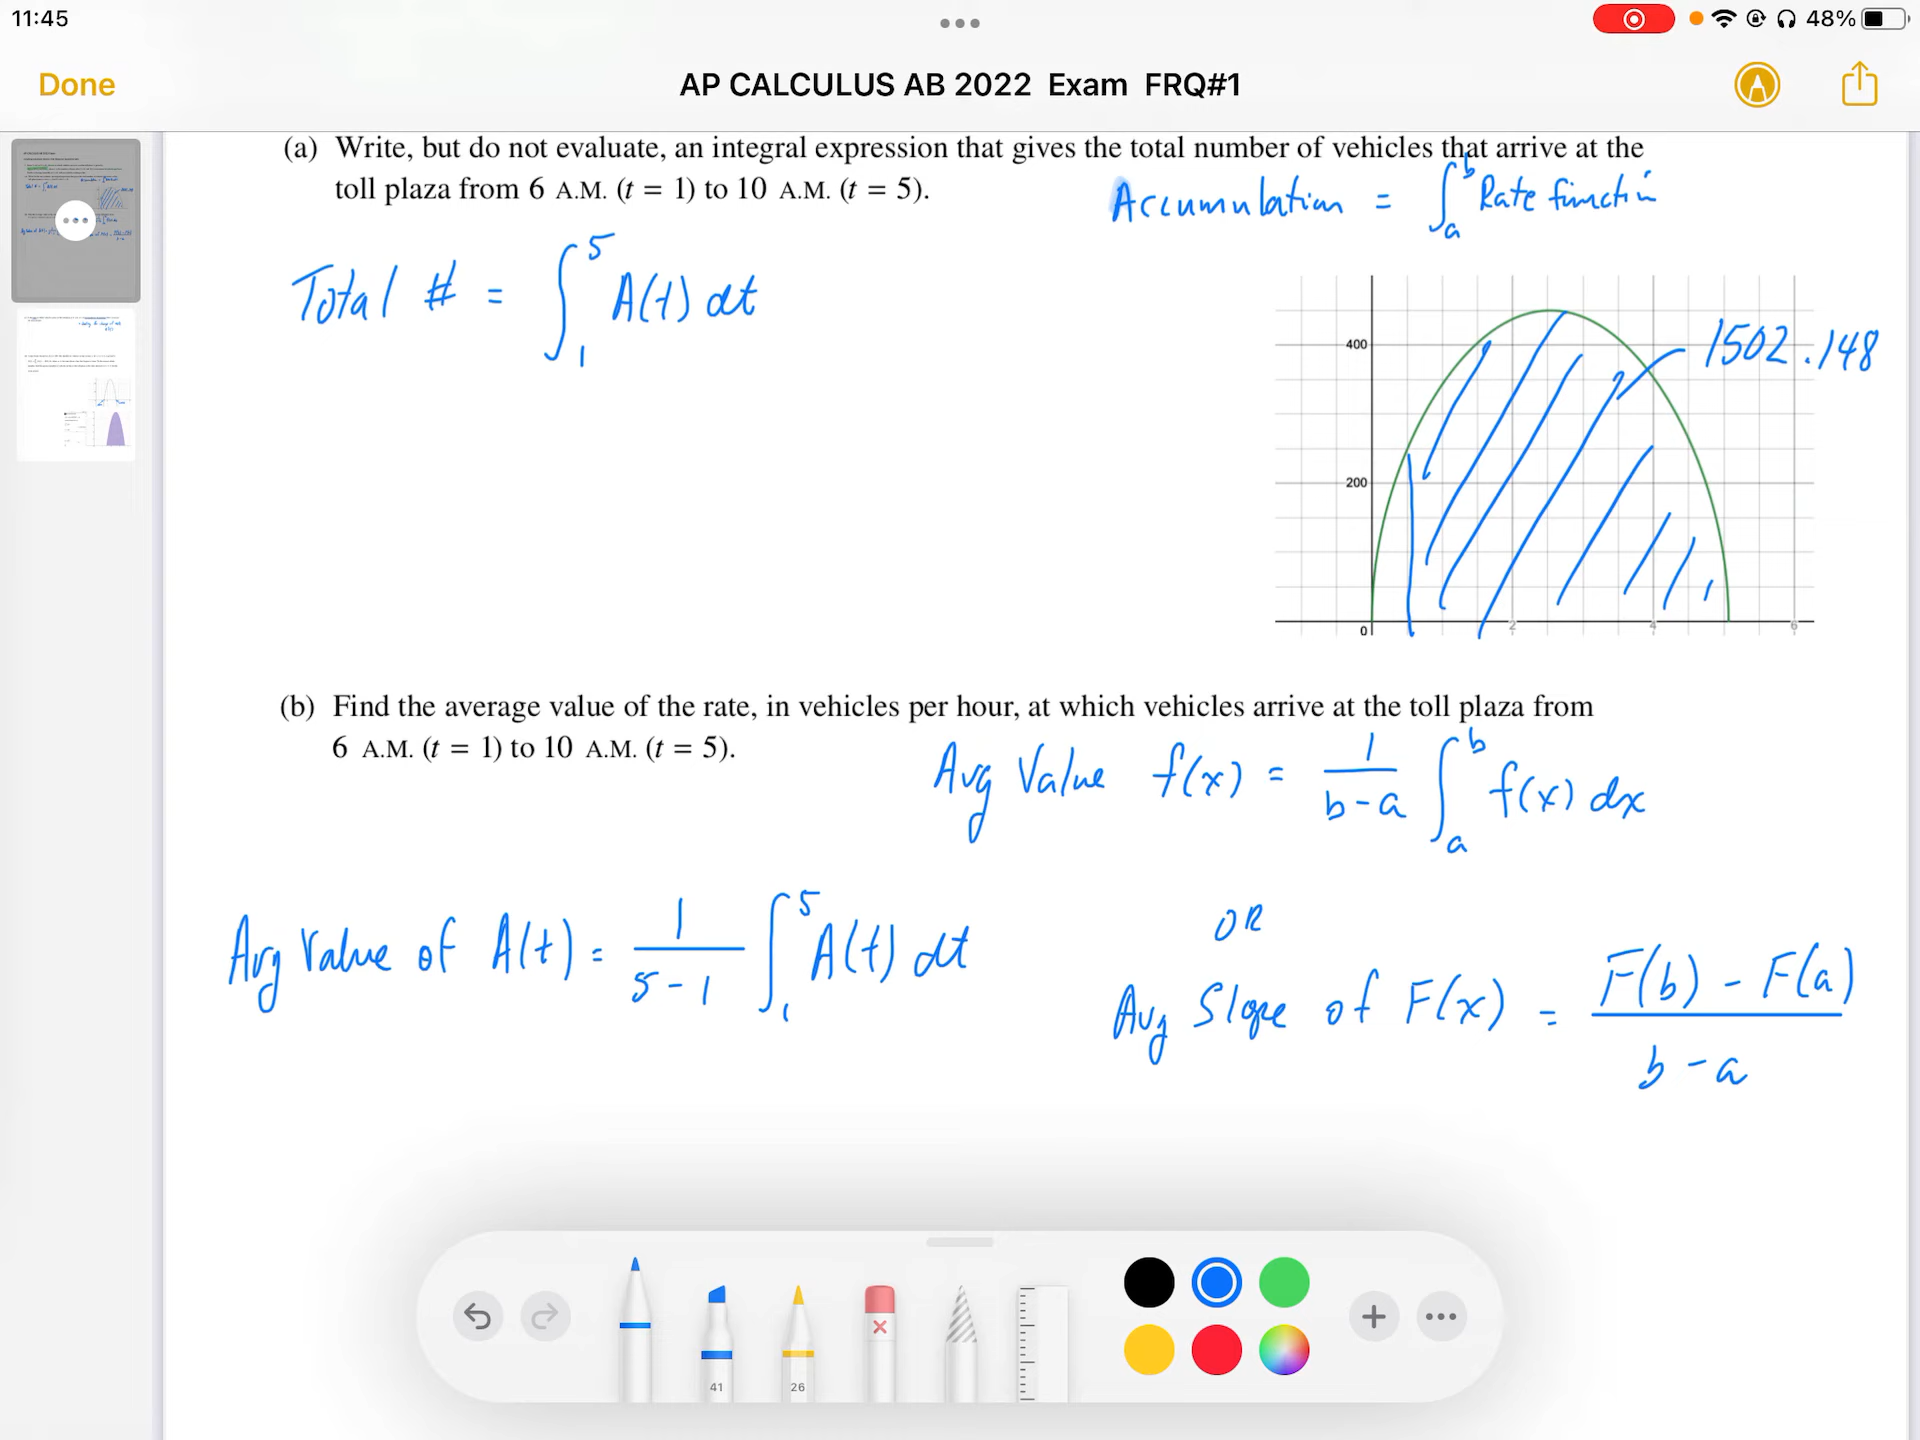 11:45
48%
Done
AP CALCULUS AB 2022 Exam FRQ#1
(a) Write, but do not evaluate, an integral expression that gives the total number of vehicles that arrive at the
toll plaza from 6 A.M. (t = 1) to 10 A.M. (t = 5).
Accumulation = ∫_a^b Rate function
Total # = ∫_1^5 A(t) dt
400
200
0
2
4
6
1502.148
(b) Find the average value of the rate, in vehicles per hour, at which vehicles arrive at the toll plaza from
6 A.M. (t = 1) to 10 A.M. (t = 5).
Avg Value f(x) = 1/(b-a) ∫_a^b f(x) dx
Avg Value of A(t) = 1/(5-1) ∫_1^5 A(t) dt
OR
Avg Slope of F(x) = (F(b) - F(a))/(b-a)
41
26